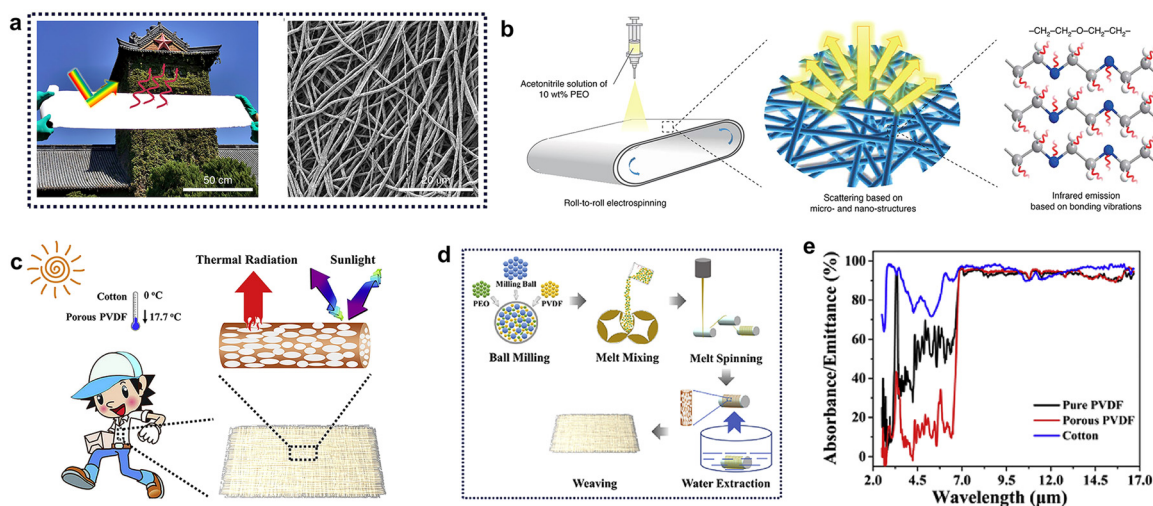 a
50 cm
20 μm
b
Acetonitrile solution of
10 wt% PEO
Roll-to-roll electrospinning
Scattering based on
micro- and nano-structures
–CH₂–CH₂–O–CH₂–CH₂–
Infrared emission
based on bonding vibrations
c
Cotton 0 °C
Porous PVDF 17.7 °C
Thermal Radiation
Sunlight
d
Milling Ball
PEO
PVDF
Ball Milling
Melt Mixing
Melt Spinning
Weaving
Water Extraction
e
Absorbance/Emittance (%)
100
80
60
40
20
0
Pure PVDF
Porous PVDF
Cotton
2.0 4.5 7.0 9.5 12.0 14.5 17.0
Wavelength (μm)